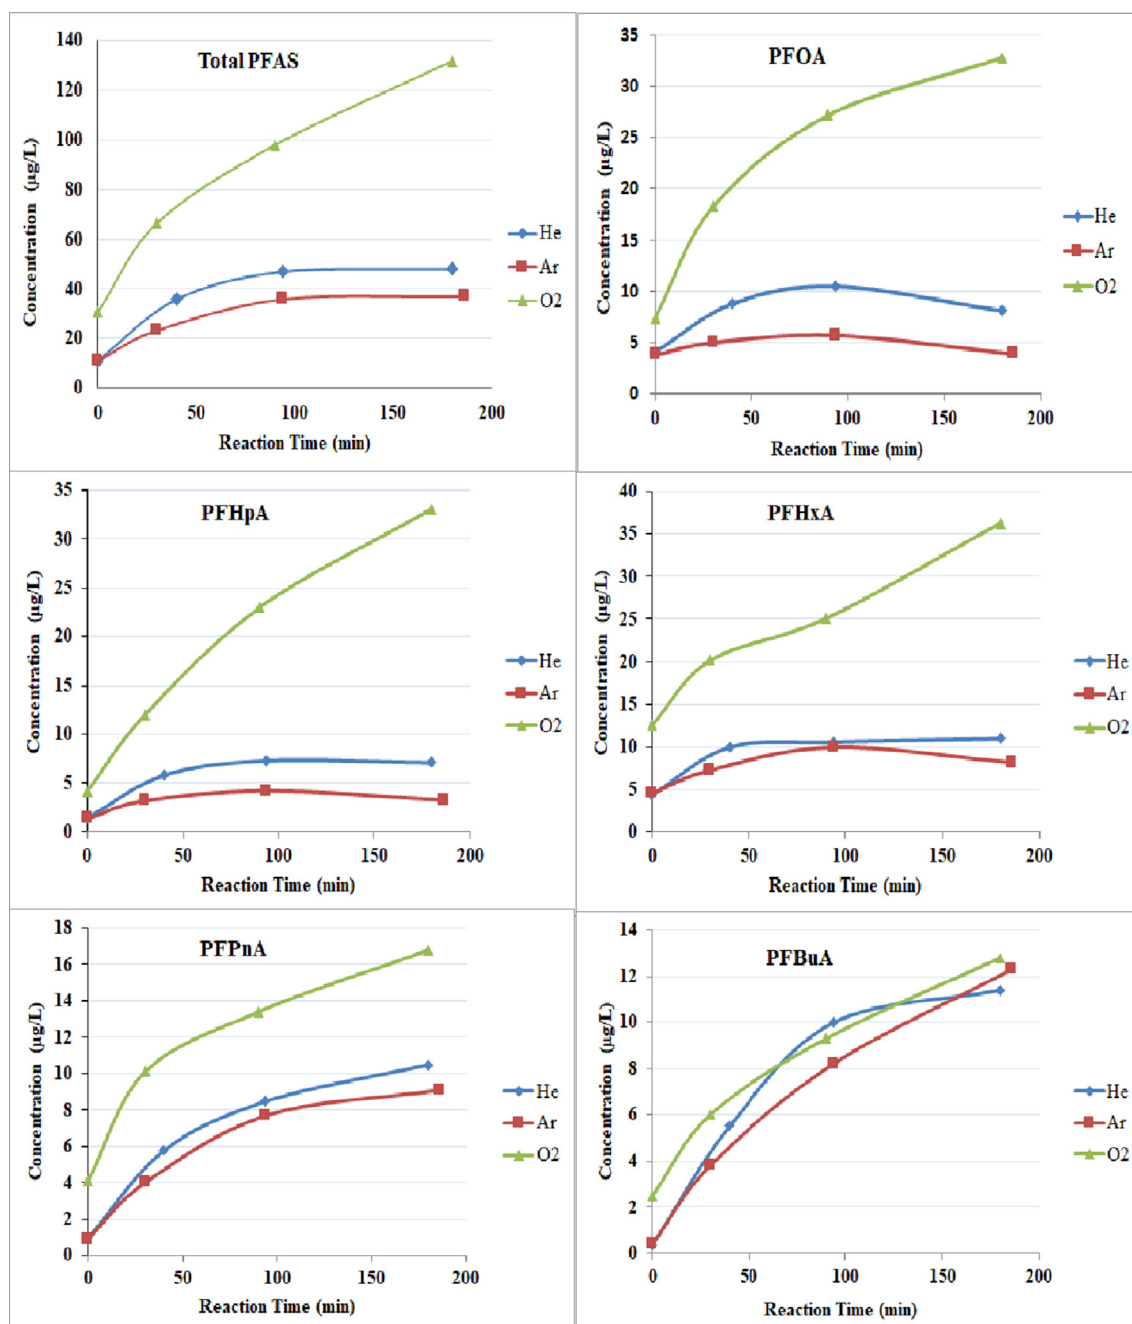 Total PFAS
Concentration (µg/L)
140
120
100
80
60
40
20
0
0 50 100 150 200
Reaction Time (min)
He
Ar
O2
PFOA
Concentration (µg/L)
35
30
25
20
15
10
5
0
0 50 100 150 200
Reaction Time (min)
He
Ar
O2
PFHpA
Concentration (µg/L)
35
30
25
20
15
10
5
0
0 50 100 150 200
Reaction Time (min)
He
Ar
O2
PFHxA
Concentration (µg/L)
40
35
30
25
20
15
10
5
0
0 50 100 150 200
Reaction Time (min)
He
Ar
O2
PFPnA
Concentration (µg/L)
18
16
14
12
10
8
6
4
2
0
0 50 100 150 200
Reaction Time (min)
He
Ar
O2
PFBuA
Concentration (µg/L)
14
12
10
8
6
4
2
0
0 50 100 150 200
Reaction Time (min)
He
Ar
O2